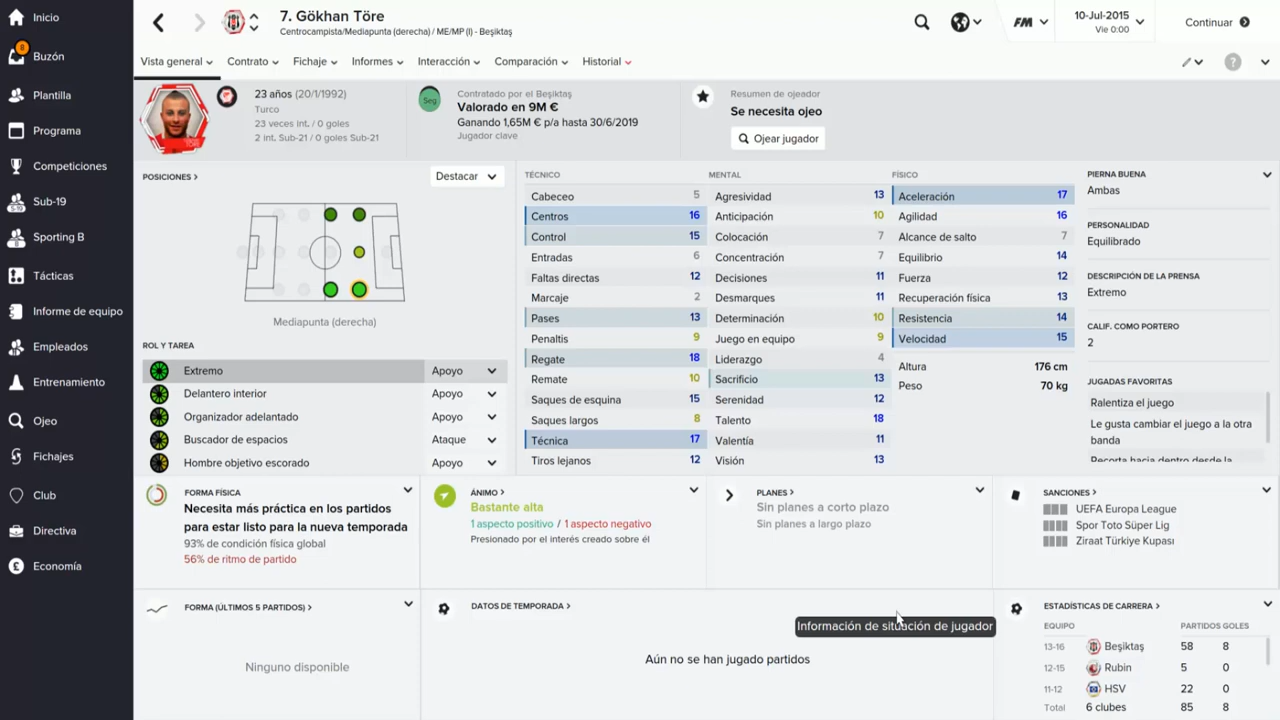 Inicio
8
Buzón
Plantilla
Programa
Competiciones
Sub-19
Sporting B
Tácticas
Informe de equipo
Empleados
Entrenamiento
Ojeo
Fichajes
Club
Directiva
Economía
7. Gökhan Töre
Centrocampista/Mediapunta (derecha) / ME/MP (I) - Beşiktaş
FM
10-Jul-2015
Vie 0:00
Continuar
Vista general
Contrato
Fichaje
Informes
Interacción
Comparación
Historial
23 años (20/1/1992)
Turco
23 veces int. / 0 goles
2 int. Sub-21 / 0 goles Sub-21
Seg
Contratado por el Beşiktaş
Valorado en 9M €
Ganando 1,65M € p/a hasta 30/6/2019
Jugador clave
Resumen de ojeador
Se necesita ojeo
Ojear jugador
POSICIONES
Destacar
Mediapunta (derecha)
ROL Y TAREA
Extremo Apoyo
Delantero interior Apoyo
Organizador adelantado Apoyo
Buscador de espacios Ataque
Hombre objetivo escorado Apoyo
TÉCNICO
Cabeceo 5
Centros 16
Control 15
Entradas 6
Faltas directas 12
Marcaje 2
Pases 13
Penaltis 9
Regate 18
Remate 10
Saques de esquina 15
Saques largos 8
Técnica 17
Tiros lejanos 12
MENTAL
Agresividad 13
Anticipación 10
Colocación 7
Concentración 7
Decisiones 11
Desmarques 11
Determinación 10
Juego en equipo 9
Liderazgo 4
Sacrificio 13
Serenidad 12
Talento 18
Valentía 11
Visión 13
FÍSICO
Aceleración 17
Agilidad 16
Alcance de salto 7
Equilibrio 14
Fuerza 12
Recuperación física 13
Resistencia 14
Velocidad 15
Altura 176 cm
Peso 70 kg
PIERNA BUENA
Ambas
PERSONALIDAD
Equilibrado
DESCRIPCIÓN DE LA PRENSA
Extremo
CALIF. COMO PORTERO
2
JUGADAS FAVORITAS
Ralentiza el juego
Le gusta cambiar el juego a la otra
banda
Recorta hacia dentro desde la
FORMA FÍSICA
Necesita más práctica en los partidos
para estar listo para la nueva temporada
93% de condición física global
56% de ritmo de partido
ÁNIMO
Bastante alta
1 aspecto positivo / 1 aspecto negativo
Presionado por el interés creado sobre él
PLANES
Sin planes a corto plazo
Sin planes a largo plazo
SANCIONES
UEFA Europa League
Spor Toto Süper Lig
Ziraat Türkiye Kupası
FORMA (ÚLTIMOS 5 PARTIDOS)
Ninguno disponible
DATOS DE TEMPORADA
Información de situación de jugador
Aún no se han jugado partidos
ESTADÍSTICAS DE CARRERA
EQUIPO PARTIDOS GOLES
13-16 Beşiktaş 58 8
12-15 Rubin 5 0
11-12 HSV 22 0
Total 6 clubes 85 8